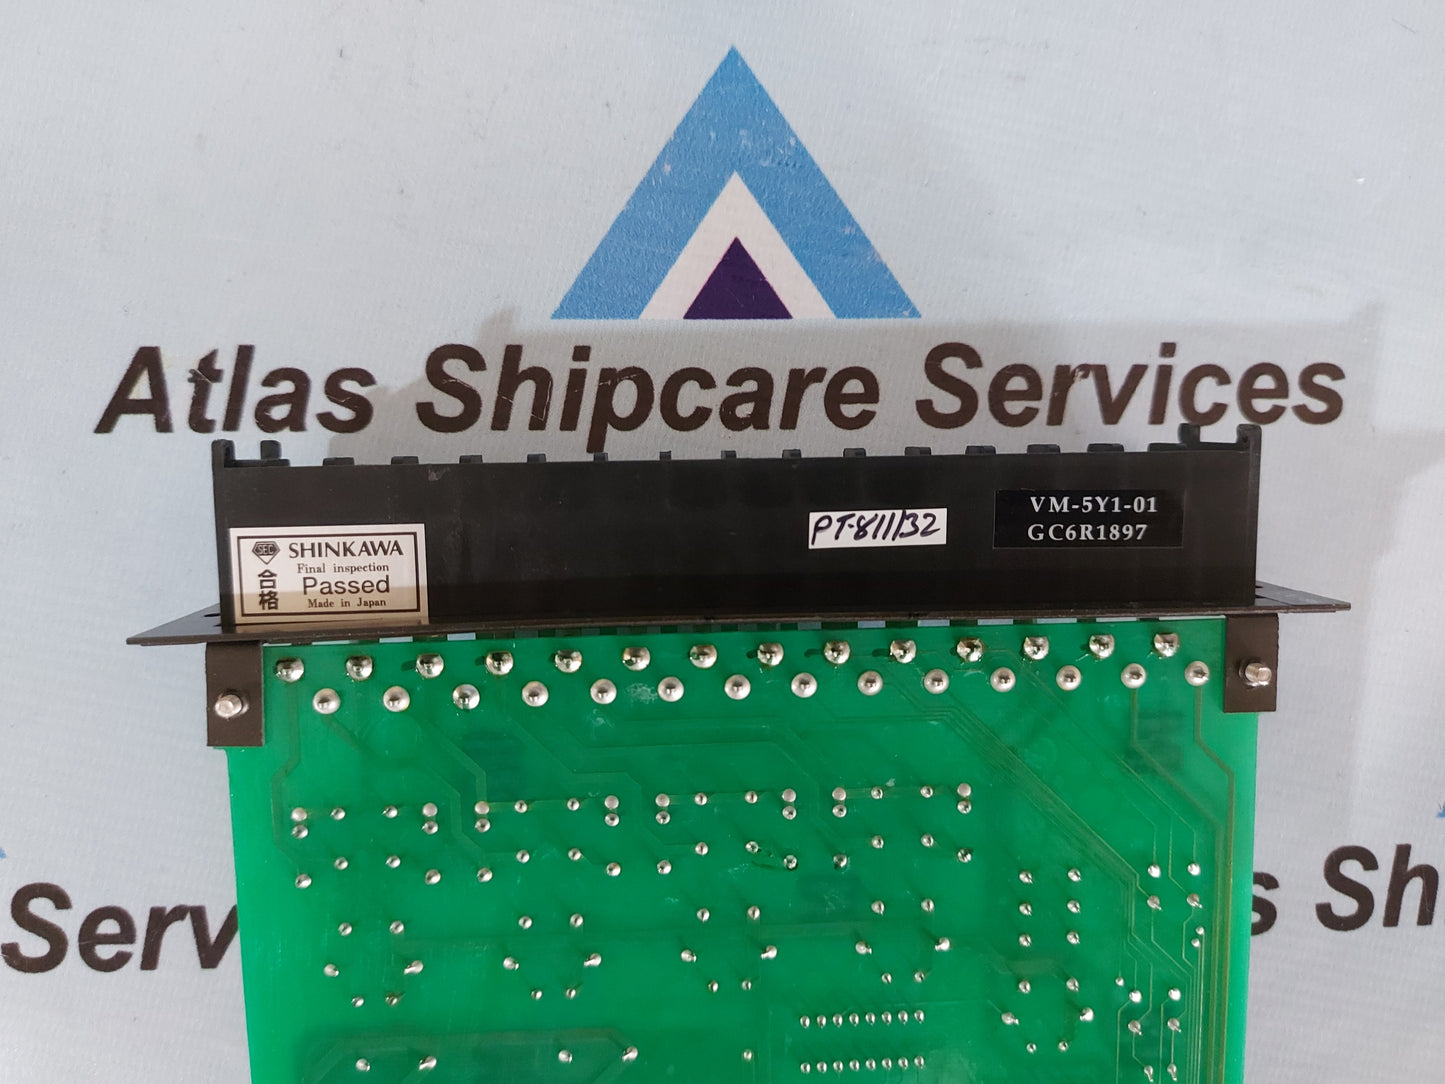 Atlas Shipcare Services
PT-811/132
VM-5Y1-01
GC6R1897
SEC SHINKAWA
Final inspection
合格 Passed
Made in Japan
Serv
s Sh